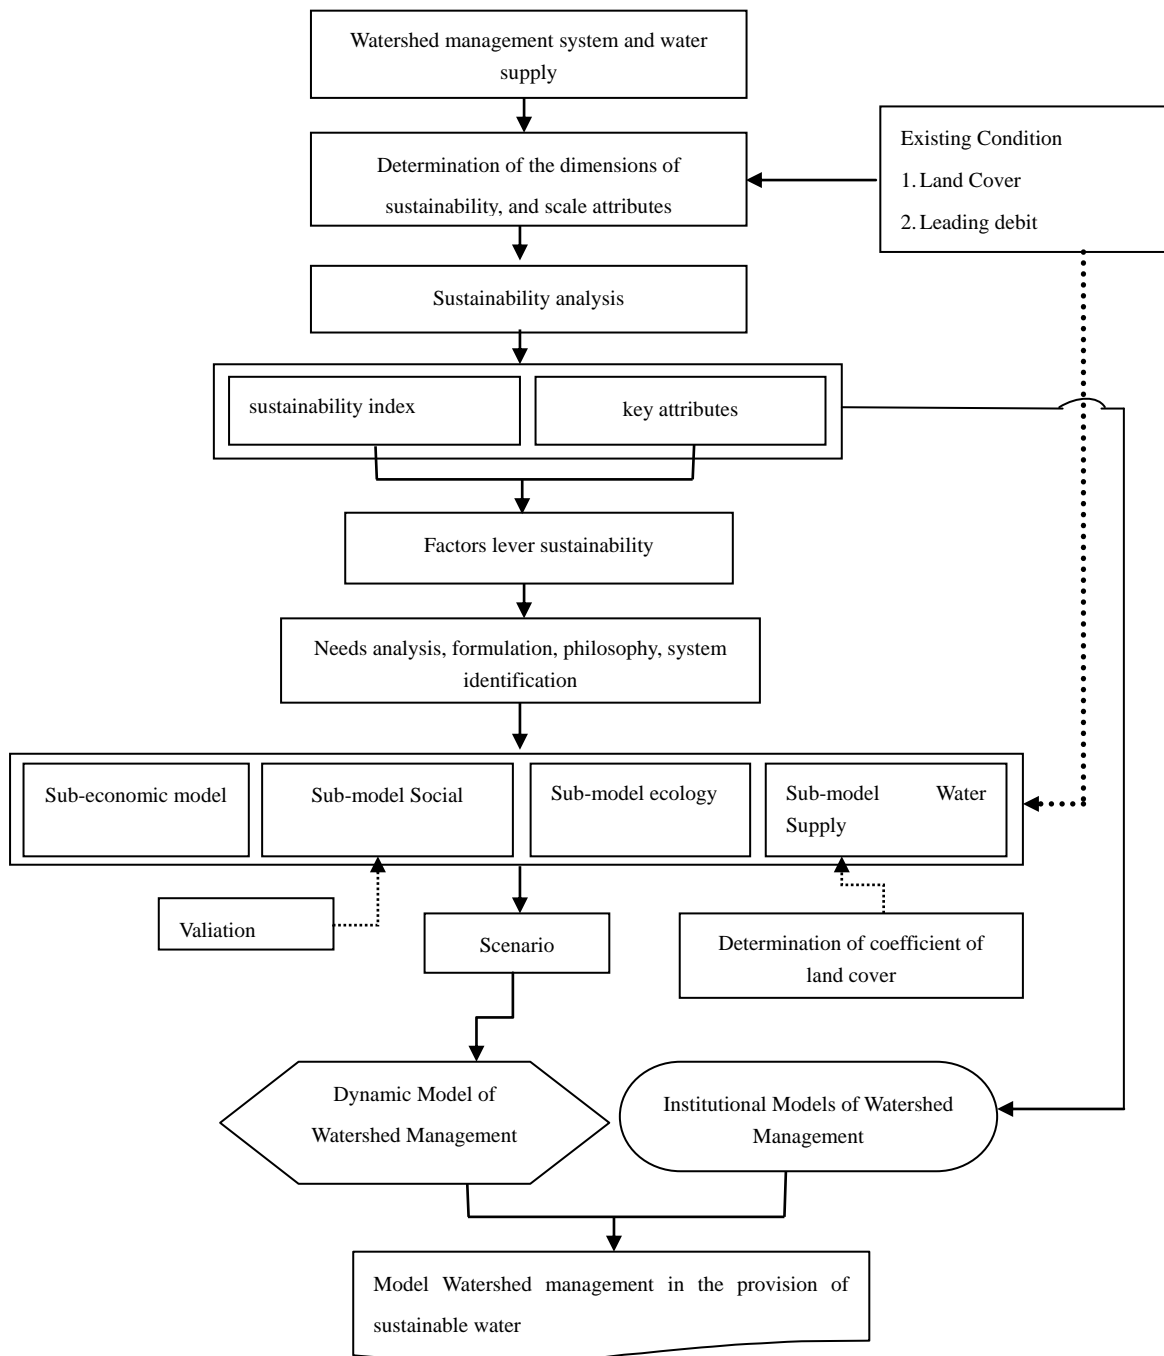 Watershed management system and water
supply
Existing Condition
1. Land Cover
2. Leading debit
Determination of the dimensions of
sustainability, and scale attributes
Sustainability analysis
sustainability index
key attributes
Factors lever sustainability
Needs analysis, formulation, philosophy, system
identification
Sub-economic model
Sub-model Social
Sub-model ecology
Sub-model Water
Supply
Valiation
Scenario
Determination of coefficient of
land cover
Dynamic Model of
Watershed Management
Institutional Models of Watershed
Management
Model Watershed management in the provision of
sustainable water